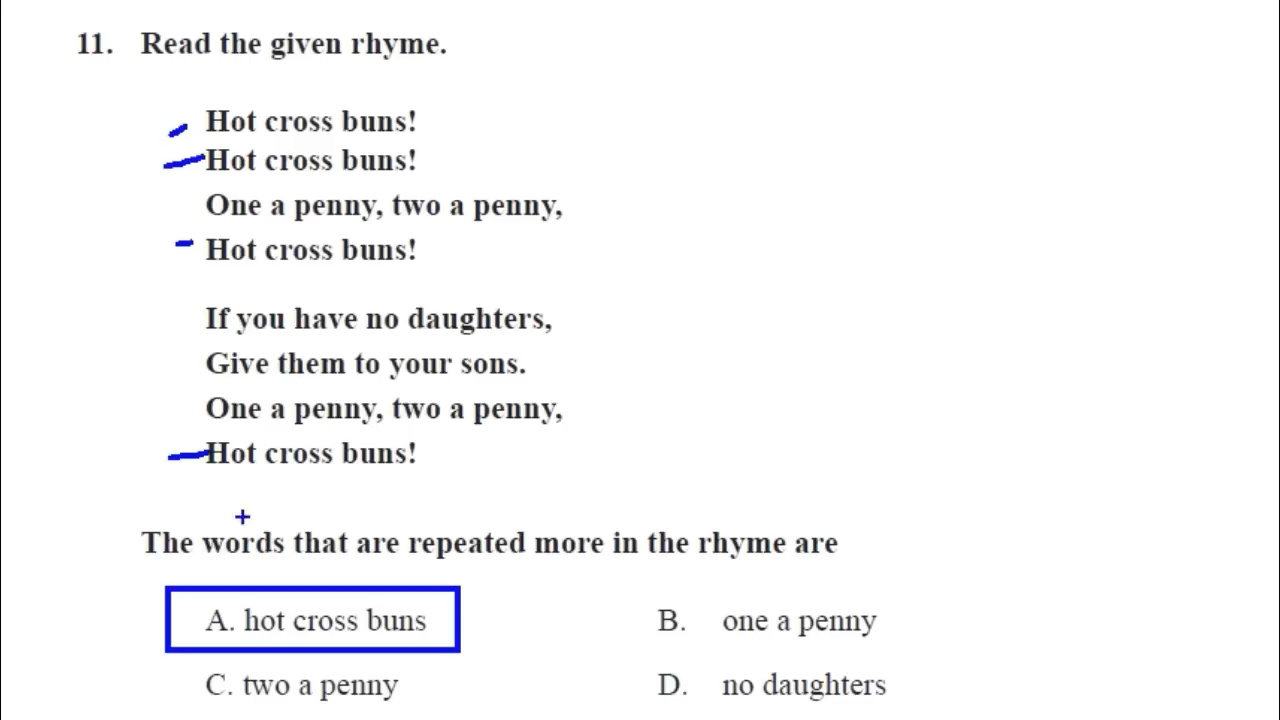 11. Read the given rhyme.
Hot cross buns!
Hot cross buns!
One a penny, two a penny,
Hot cross buns!
If you have no daughters,
Give them to your sons.
One a penny, two a penny,
Hot cross buns!
The words that are repeated more in the rhyme are
A. hot cross buns B. one a penny
C. two a penny D. no daughters